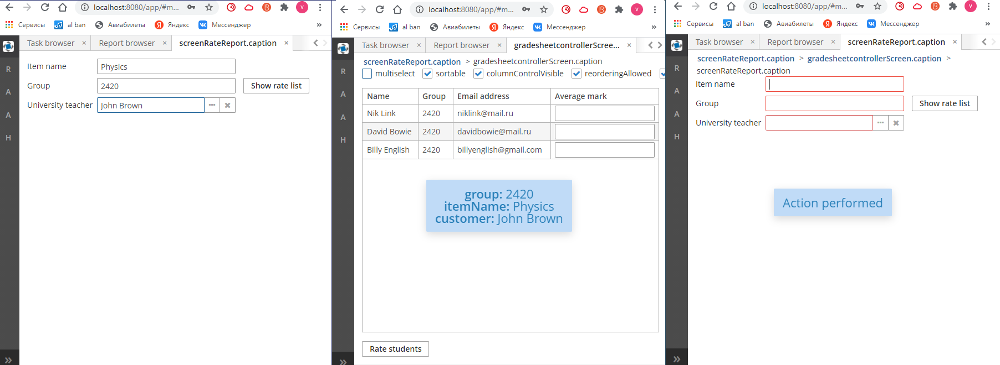 localhost:8080/app/#m...
Сервисы
al ban
Авиабилеты
Яндекс
Мессенджер
»
Task browser
Report browser
screenRateReport.caption
R
A
A
H
Item name
Physics
Group
2420
Show rate list
University teacher
John Brown
localhost:8080/app/#m...
V
Сервисы
al ban
Авиабилеты
Яндекс
Мессенджер
»
Task browser
Report browser
gradesheetcontrollerScree...
R
A
A
H
screenRateReport.caption > gradesheetcontrollerScreen.caption
multiselect sortable columnControlVisible reorderingAllowed
Name Group Email address Average mark
Nik Link 2420 niklink@mail.ru
David Bowie 2420 davidbowie@mail.ru
Billy English 2420 billyenglish@gmail.com
group: 2420
itemName: Physics
customer: John Brown
Rate students
localhost:8080/app/#m...
V
Сервисы
al ban
Авиабилеты
Яндекс
Мессенджер
»
Task browser
Report browser
screenRateReport.caption
R
A
A
H
screenRateReport.caption > gradesheetcontrollerScreen.caption >
screenRateReport.caption
Item name
Group
Show rate list
University teacher
Action performed